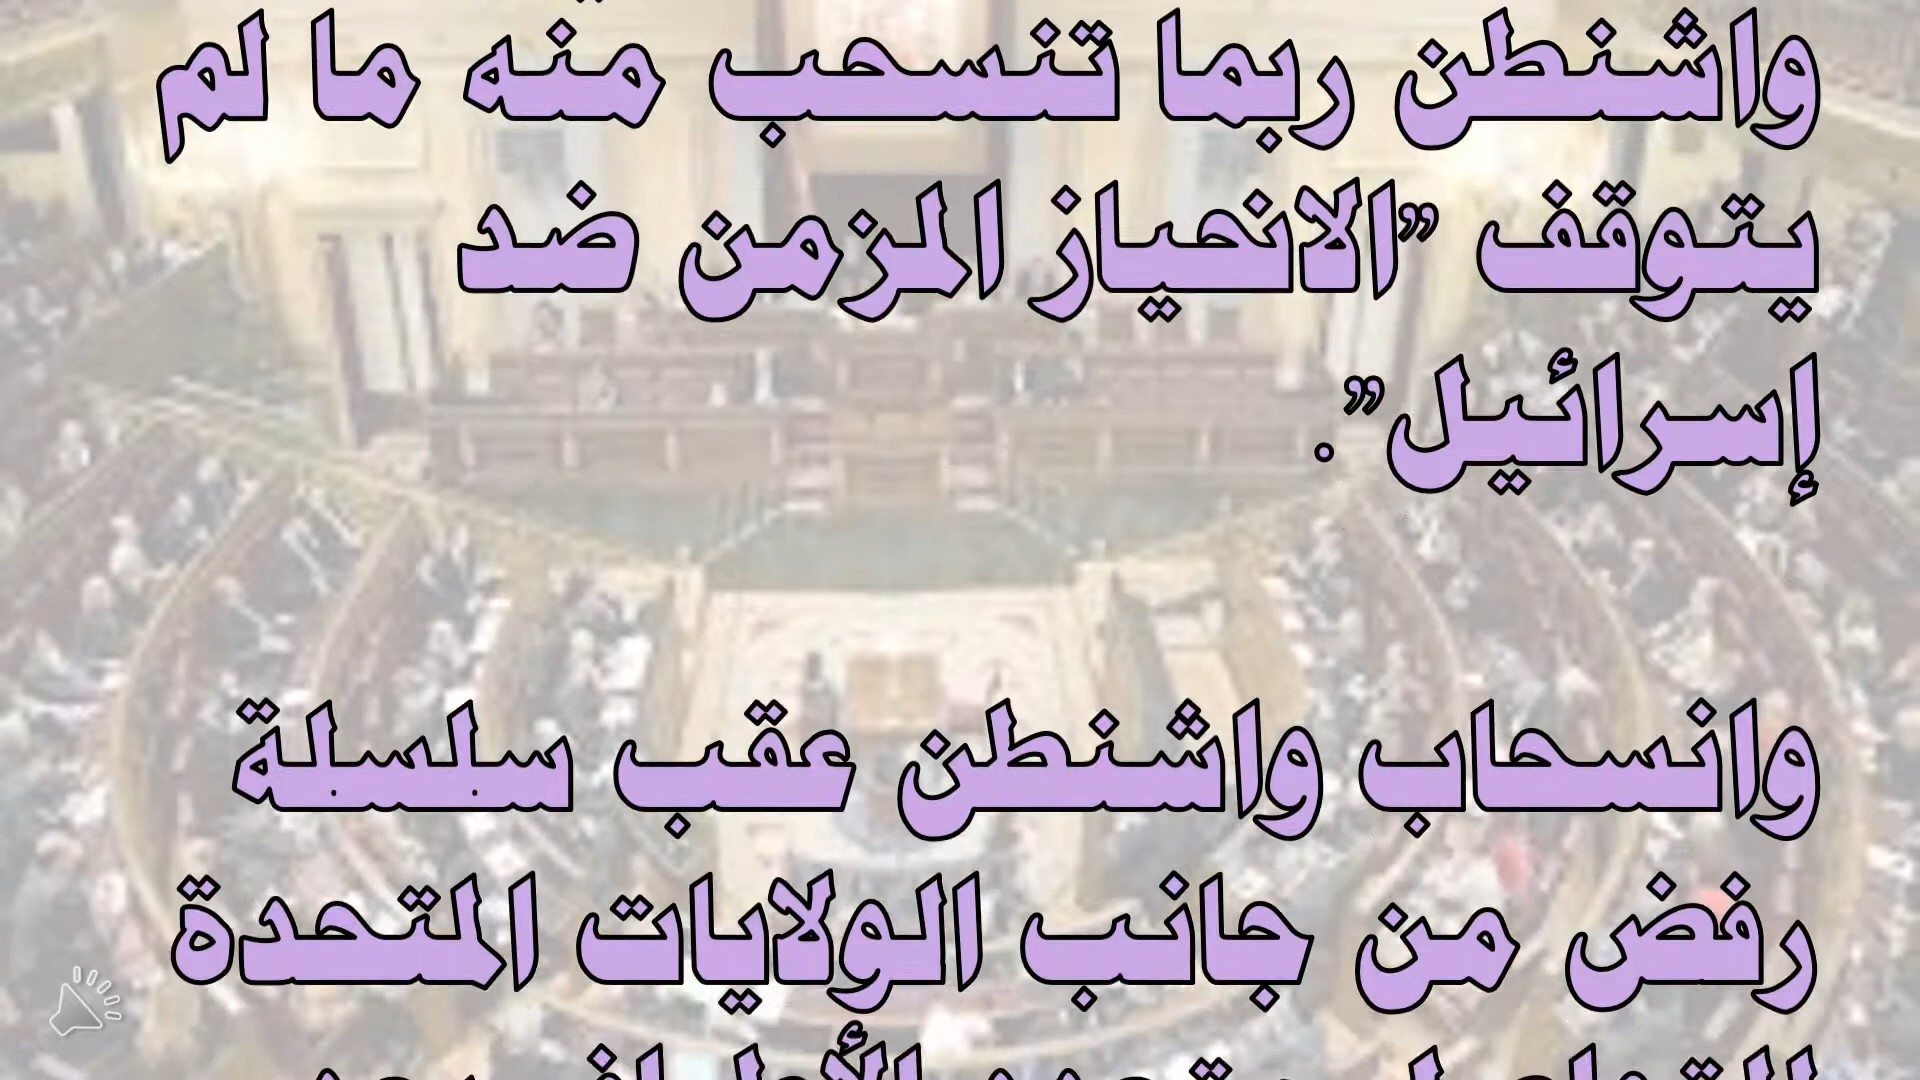 واشنطن ربما تنسحب منه ما لم
يتوقف ”الانحياز المزمن ضد
إسرائيل”.
وانسحاب واشنطن عقب سلسلة
رفض من جانب الولايات المتحدة